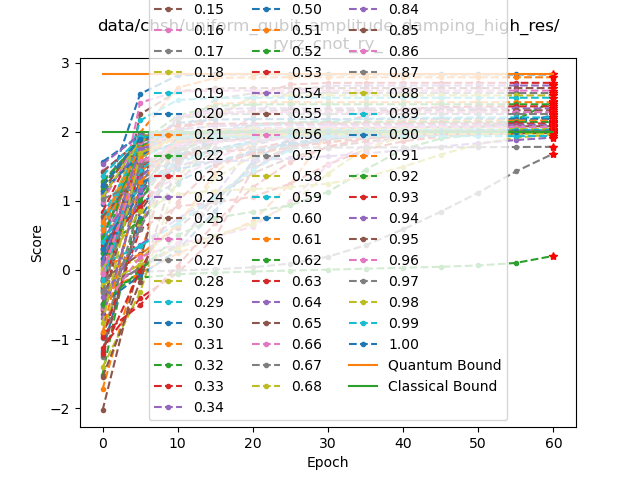 data/chsh/uniform_qubit_amplitude_damping_high_res/
ryrz_cnot_ry_
Score
3
2
1
0
−1
−2
0 10 20 30 40 50 60
Epoch
0.15 0.50 0.84
0.16 0.51 0.85
0.17 0.52 0.86
0.18 0.53 0.87
0.19 0.54 0.88
0.20 0.55 0.89
0.21 0.56 0.90
0.22 0.57 0.91
0.23 0.58 0.92
0.24 0.59 0.93
0.25 0.60 0.94
0.26 0.61 0.95
0.27 0.62 0.96
0.28 0.63 0.97
0.29 0.64 0.98
0.30 0.65 0.99
0.31 0.66 1.00
0.32 0.67 Quantum Bound
0.33 0.68 Classical Bound
0.34